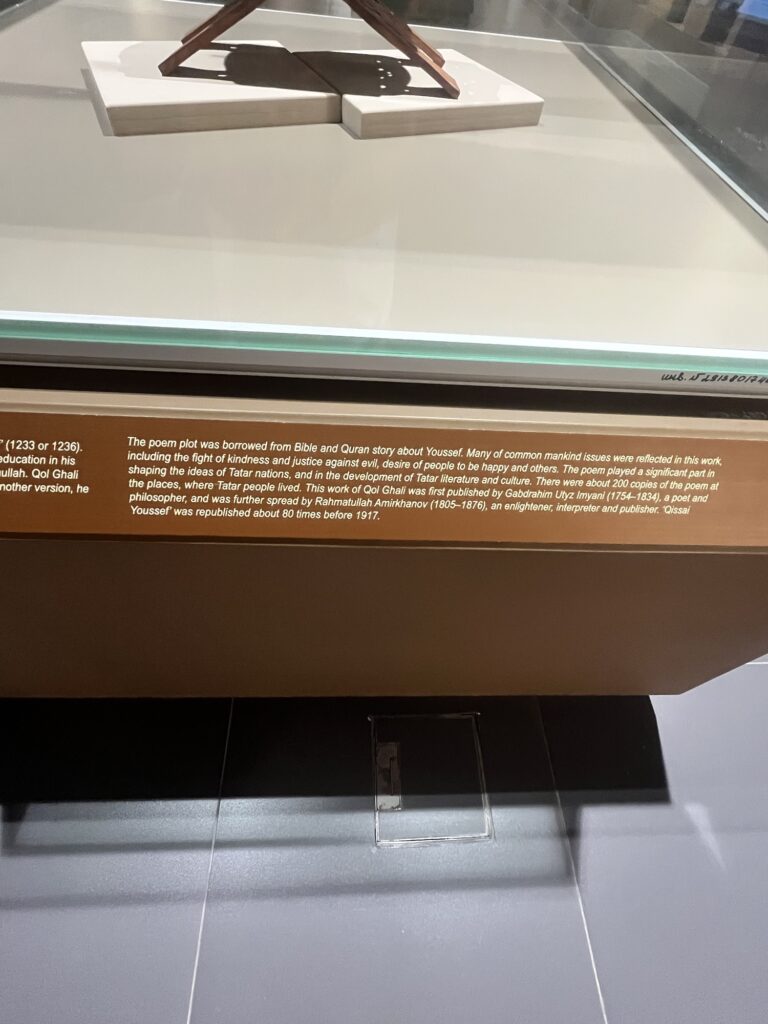 ’ (1233 or 1236).
education in his
ullah. Qol Ghali
nother version, he
The poem plot was borrowed from Bible and Quran story about Youssef. Many of common mankind issues were reflected in this work,
including the fight of kindness and justice against evil, desire of people to be happy and others. The poem played a significant part in
shaping the ideas of Tatar nations, and in the development of Tatar literature and culture. There were about 200 copies of the poem at
the places, where Tatar people lived. This work of Qol Ghali was first published by Gabdrahim Utyz Imyani (1754–1834), a poet and
philosopher, and was further spread by Rahmatullah Amirkhanov (1805–1876), an enlightener, interpreter and publisher. ‘Qissai
Youssef’ was republished about 80 times before 1917.